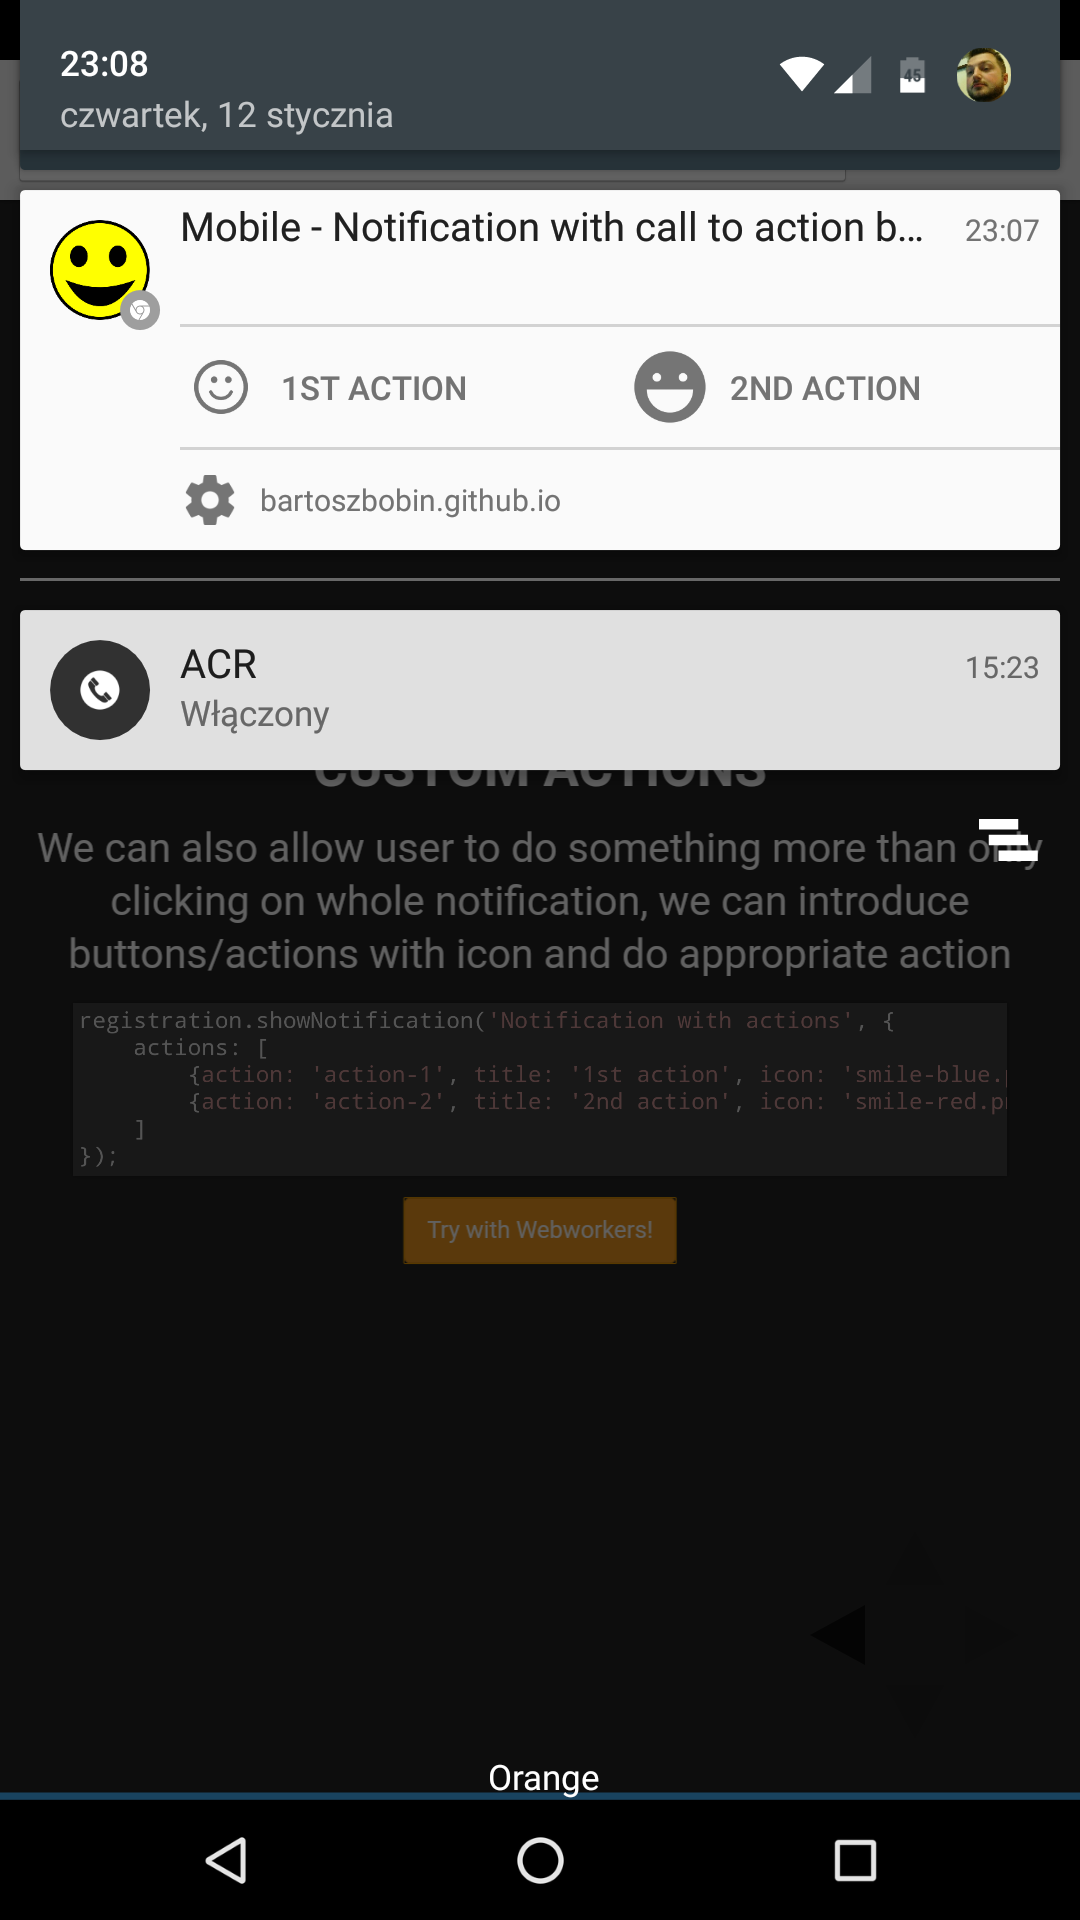 23:08
czwartek, 12 stycznia
45
Mobile - Notification with call to action b...
23:07
1ST ACTION
2ND ACTION
bartoszbobin.github.io
ACR
15:23
Włączony
CUSTOM ACTIONS
We can also allow user to do something more than only
clicking on whole notification, we can introduce
buttons/actions with icon and do appropriate action
registration.showNotification('Notification with actions', {
    actions: [
        {action: 'action-1', title: '1st action', icon: 'smile-blue.p
        {action: 'action-2', title: '2nd action', icon: 'smile-red.pn
    ]
});
Try with Webworkers!
Orange